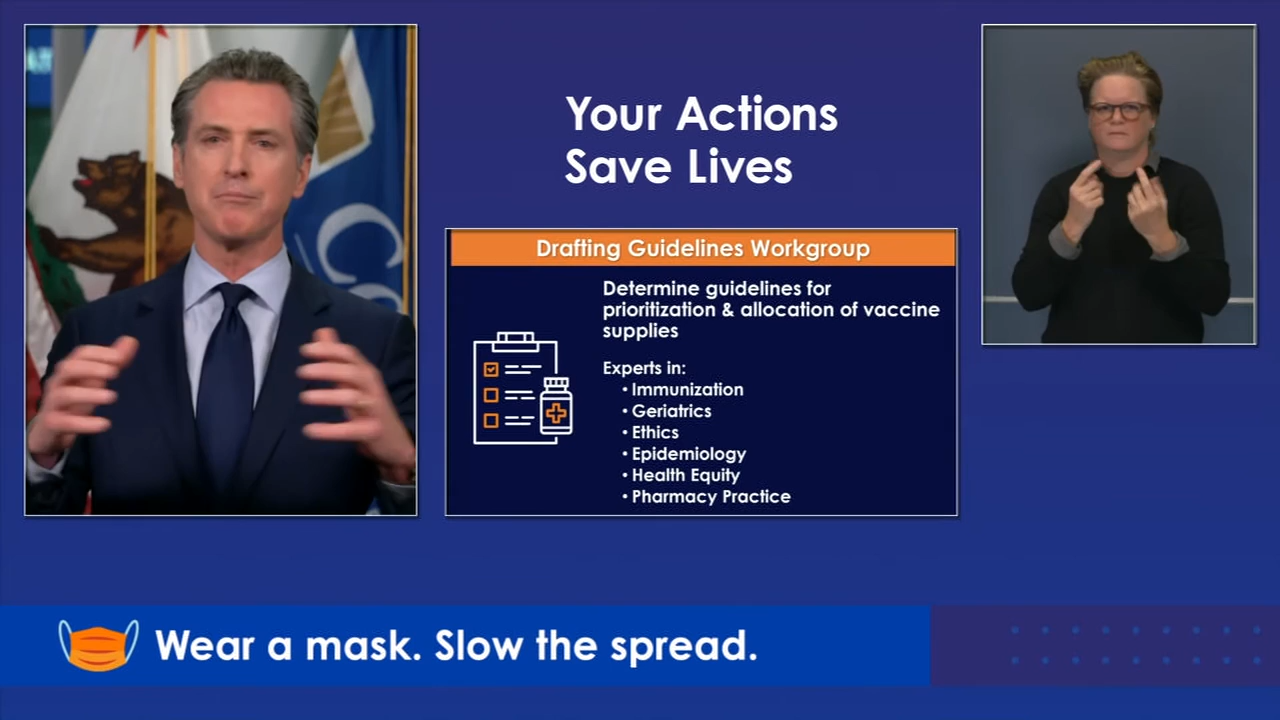 Your Actions
Save Lives
Drafting Guidelines Workgroup
Determine guidelines for
prioritization & allocation of vaccine
supplies
Experts in:
• Immunization
• Geriatrics
• Ethics
• Epidemiology
• Health Equity
• Pharmacy Practice
Wear a mask. Slow the spread.